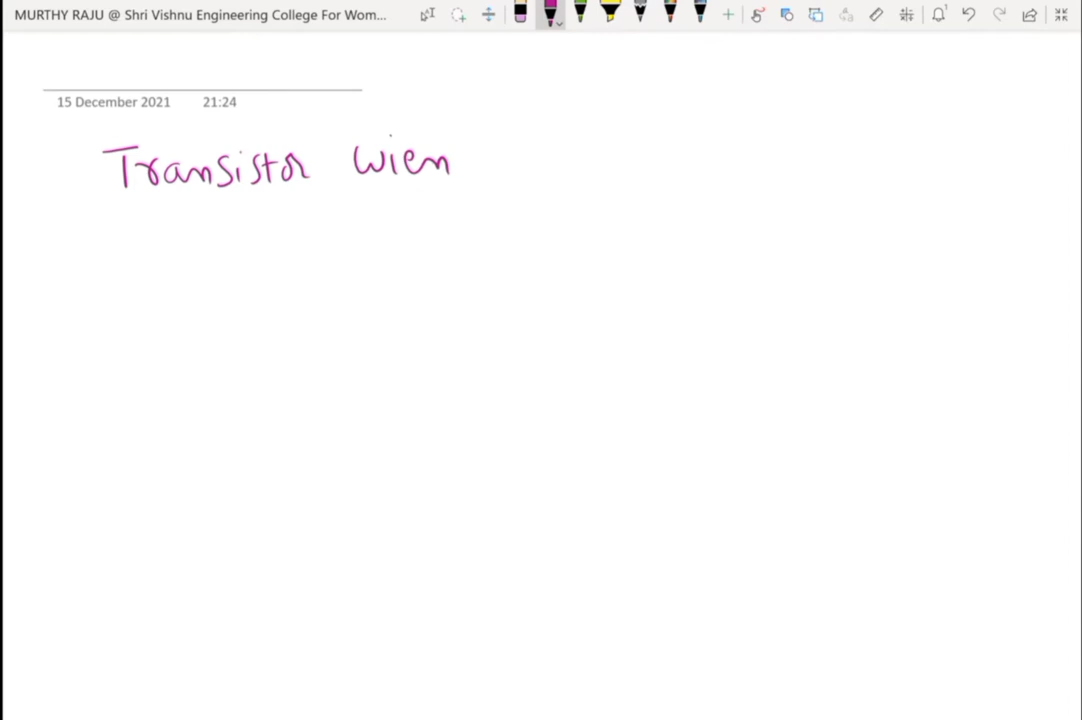 MURTHY RAJU @ Shri Vishnu Engineering College For Wom...
15 December 2021 21:24
Transistor Wien